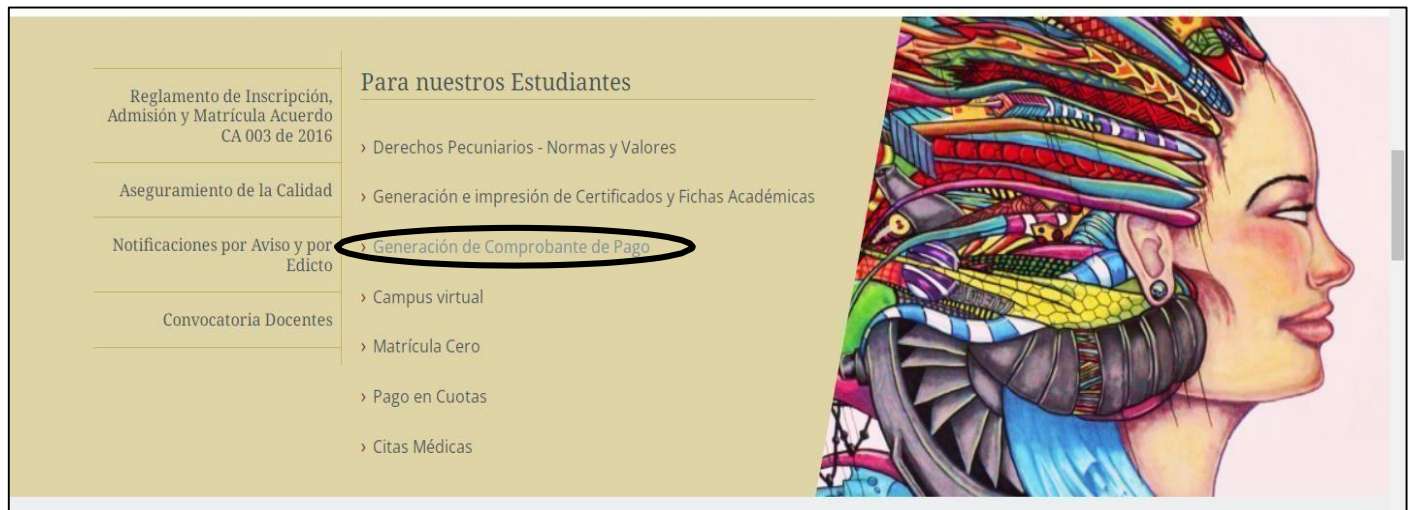 Reglamento de Inscripción,
Admisión y Matrícula Acuerdo
CA 003 de 2016
Aseguramiento de la Calidad
Notificaciones por Aviso y por
Edicto
Convocatoria Docentes
Para nuestros Estudiantes
› Derechos Pecuniarios - Normas y Valores
› Generación e impresión de Certificados y Fichas Académicas
› Generación de Comprobante de Pago
› Campus virtual
› Matrícula Cero
› Pago en Cuotas
› Citas Médicas